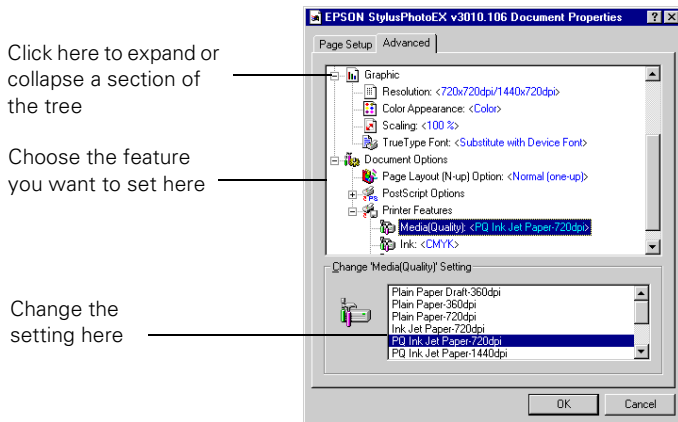 EPSON StylusPhotoEX v3010.106 Document Properties
Page Setup
Advanced
Click here to expand or
collapse a section of
the tree
Choose the feature
you want to set here
Change the
setting here
Graphic
Resolution: <720x720dpi/1440x720dpi>
Color Appearance: <Color>
Scaling: <100 %>
TrueType Font: <Substitute with Device Font>
Document Options
Page Layout (N-up) Option: <Normal (one-up)>
PostScript Options
Printer Features
Media(Quality): <PQ Ink Jet Paper-720dpi>
Ink: <CMYK>
Change 'Media(Quality)' Setting
Plain Paper Draft-360dpi
Plain Paper-360dpi
Plain Paper-720dpi
Ink Jet Paper-720dpi
PQ Ink Jet Paper-720dpi
PQ Ink Jet Paper-1440dpi
OK
Cancel